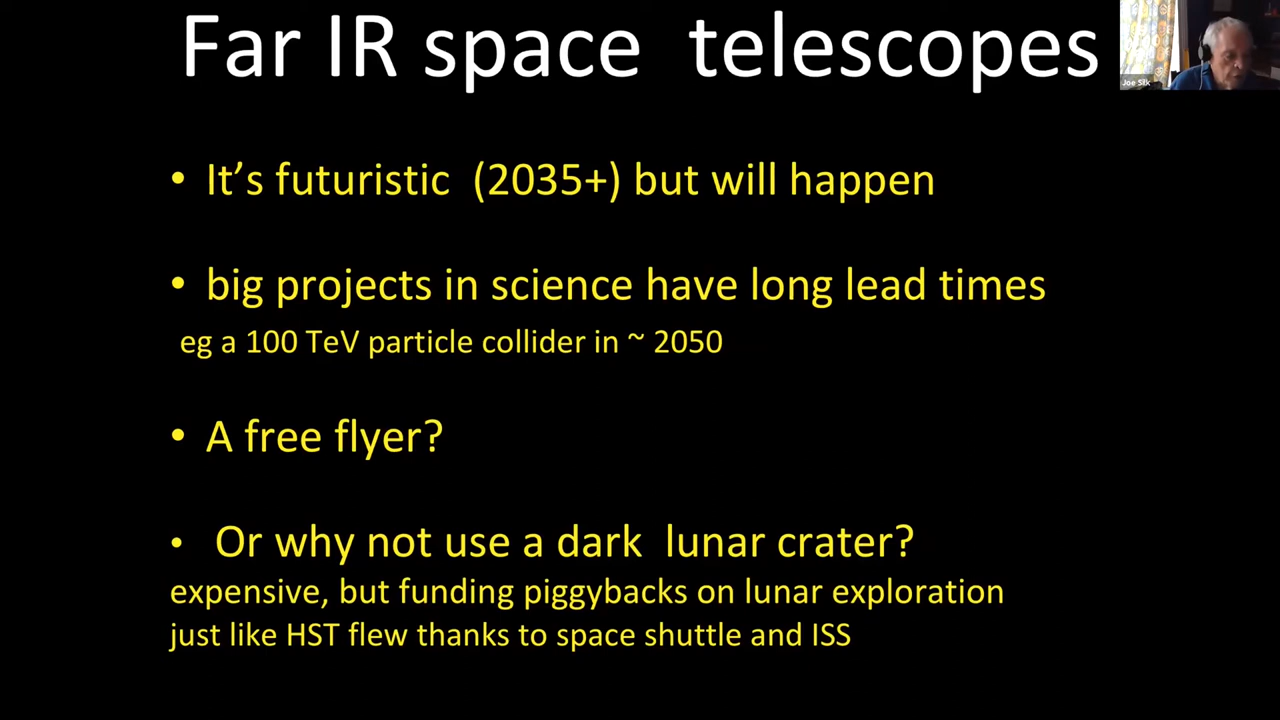 Far IR space telescopes
Joe Silk
• It’s futuristic (2035+) but will happen
• big projects in science have long lead times
eg a 100 TeV particle collider in ~ 2050
• A free flyer?
• Or why not use a dark lunar crater?
expensive, but funding piggybacks on lunar exploration
just like HST flew thanks to space shuttle and ISS